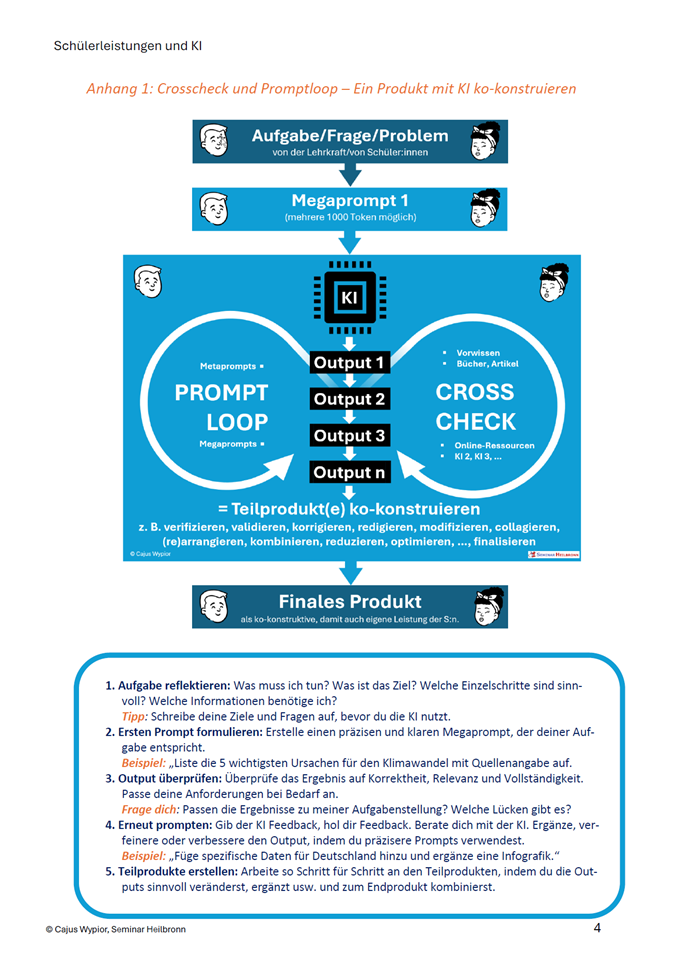 Schülerleistungen und KI
Anhang 1: Crosscheck und Promptloop – Ein Produkt mit KI ko-konstruieren
Aufgabe/Frage/Problem
von der Lehrkraft/von Schüler:innen
Megaprompt 1
(mehrere 1000 Token möglich)
KI
Output 1
Output 2
Output 3
Output n
Metaprompts ▪
PROMPT
LOOP
Megaprompts ▪
▪ Vorwissen
▪ Bücher, Artikel
CROSS
CHECK
▪ Online-Ressourcen
▪ KI 2, KI 3, ...
= Teilprodukt(e) ko-konstruieren
z. B. verifizieren, validieren, korrigieren, redigieren, modifizieren, collagieren,
(re)arrangieren, kombinieren, reduzieren, optimieren, ..., finalisieren
© Cajus Wypior
SEMINAR HEILBRONN
Finales Produkt
als ko-konstruktive, damit auch eigene Leistung der S:n.
1. Aufgabe reflektieren: Was muss ich tun? Was ist das Ziel? Welche Einzelschritte sind sinn-
voll? Welche Informationen benötige ich?
Tipp: Schreibe deine Ziele und Fragen auf, bevor du die KI nutzt.
2. Ersten Prompt formulieren: Erstelle einen präzisen und klaren Megaprompt, der deiner Auf-
gabe entspricht.
Beispiel: „Liste die 5 wichtigsten Ursachen für den Klimawandel mit Quellenangabe auf.
3. Output überprüfen: Überprüfe das Ergebnis auf Korrektheit, Relevanz und Vollständigkeit.
Passe deine Anforderungen bei Bedarf an.
Frage dich: Passen die Ergebnisse zu meiner Aufgabenstellung? Welche Lücken gibt es?
4. Erneut prompten: Gib der KI Feedback, hol dir Feedback. Berate dich mit der KI. Ergänze, ver-
feinere oder verbessere den Output, indem du präzisere Prompts verwendest.
Beispiel: „Füge spezifische Daten für Deutschland hinzu und ergänze eine Infografik.“
5. Teilprodukte erstellen: Arbeite so Schritt für Schritt an den Teilprodukten, indem du die Out-
puts sinnvoll veränderst, ergänzt usw. und zum Endprodukt kombinierst.
© Cajus Wypior, Seminar Heilbronn
4